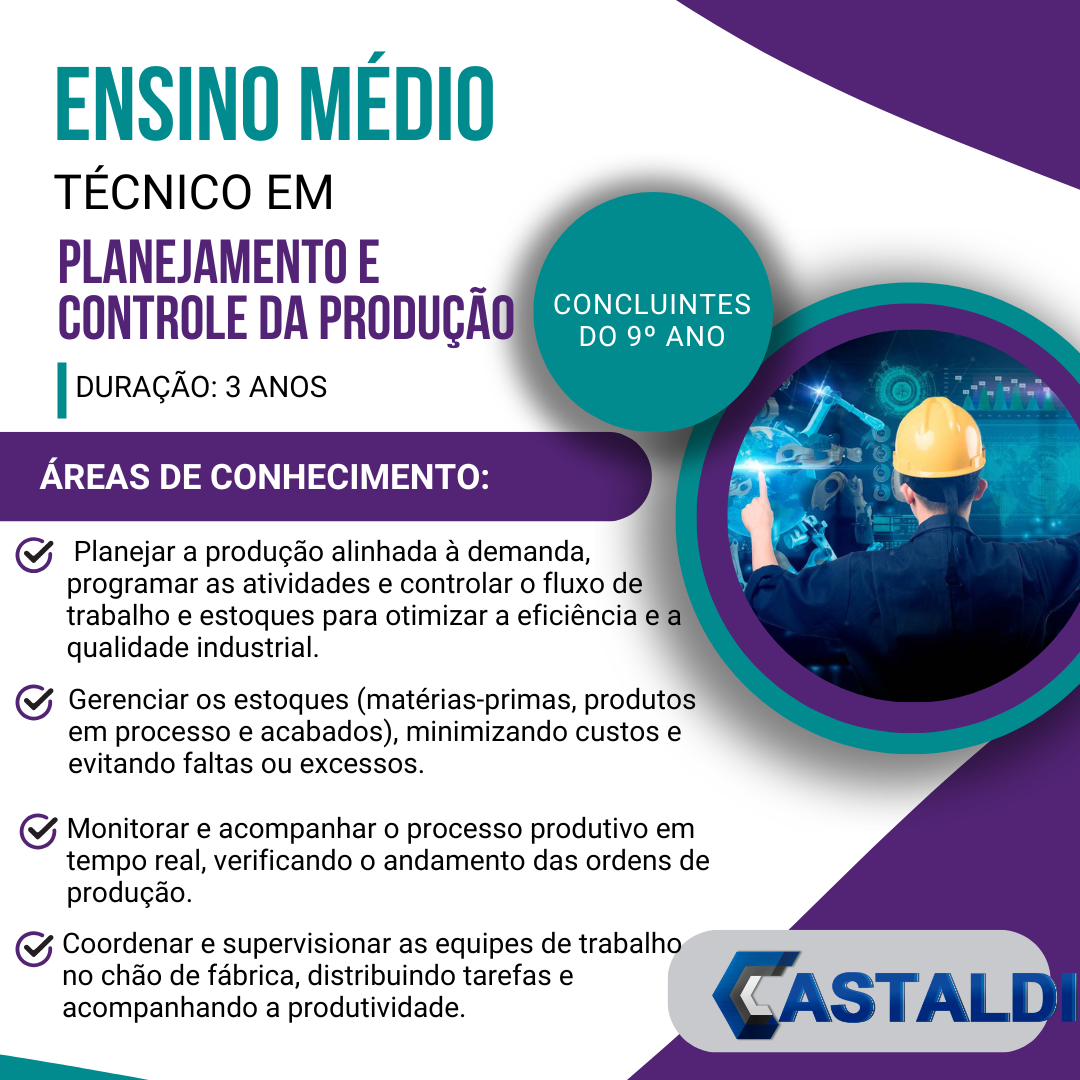 ENSINO MÉDIO
TÉCNICO EM
PLANEJAMENTO E
CONTROLE DA PRODUÇÃO
DURAÇÃO: 3 ANOS
CONCLUINTES
DO 9º ANO
ÁREAS DE CONHECIMENTO:
Planejar a produção alinhada à demanda,
programar as atividades e controlar o fluxo de
trabalho e estoques para otimizar a eficiência e a
qualidade industrial.
Gerenciar os estoques (matérias-primas, produtos
em processo e acabados), minimizando custos e
evitando faltas ou excessos.
Monitorar e acompanhar o processo produtivo em
tempo real, verificando o andamento das ordens de
produção.
Coordenar e supervisionar as equipes de trabalho
no chão de fábrica, distribuindo tarefas e
acompanhando a produtividade.
CASTALDI